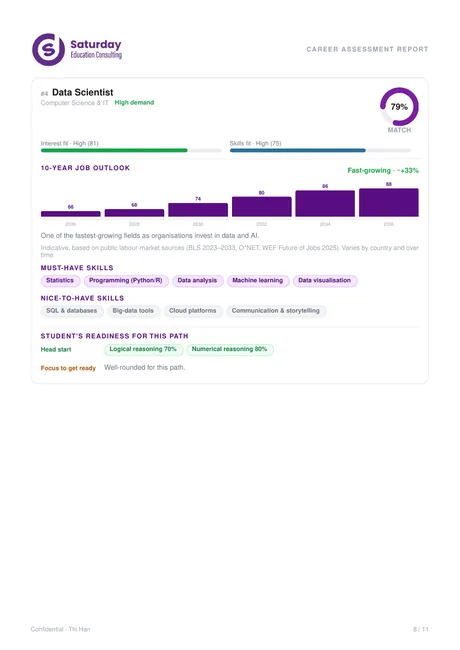 Saturday
Education Consulting
CAREER ASSESSMENT REPORT
#4 Data Scientist
Computer Science & IT High demand
79%
MATCH
Interest fit · High (81)
Skills fit · High (75)
10-YEAR JOB OUTLOOK
Fast-growing · ~+33%
66 68 74 80 86 88
2026 2028 2030 2032 2034 2036
One of the fastest-growing fields as organisations invest in data and AI.
Indicative, based on public labour-market sources (BLS 2023–2033, O*NET, WEF Future of Jobs 2025). Varies by country and over
time.
MUST-HAVE SKILLS
Statistics Programming (Python/R) Data analysis Machine learning Data visualisation
NICE-TO-HAVE SKILLS
SQL & databases Big-data tools Cloud platforms Communication & storytelling
STUDENT'S READINESS FOR THIS PATH
Head start Logical reasoning 70% Numerical reasoning 80%
Focus to get ready Well-rounded for this path.
Confidential · Thi Han
8 / 11